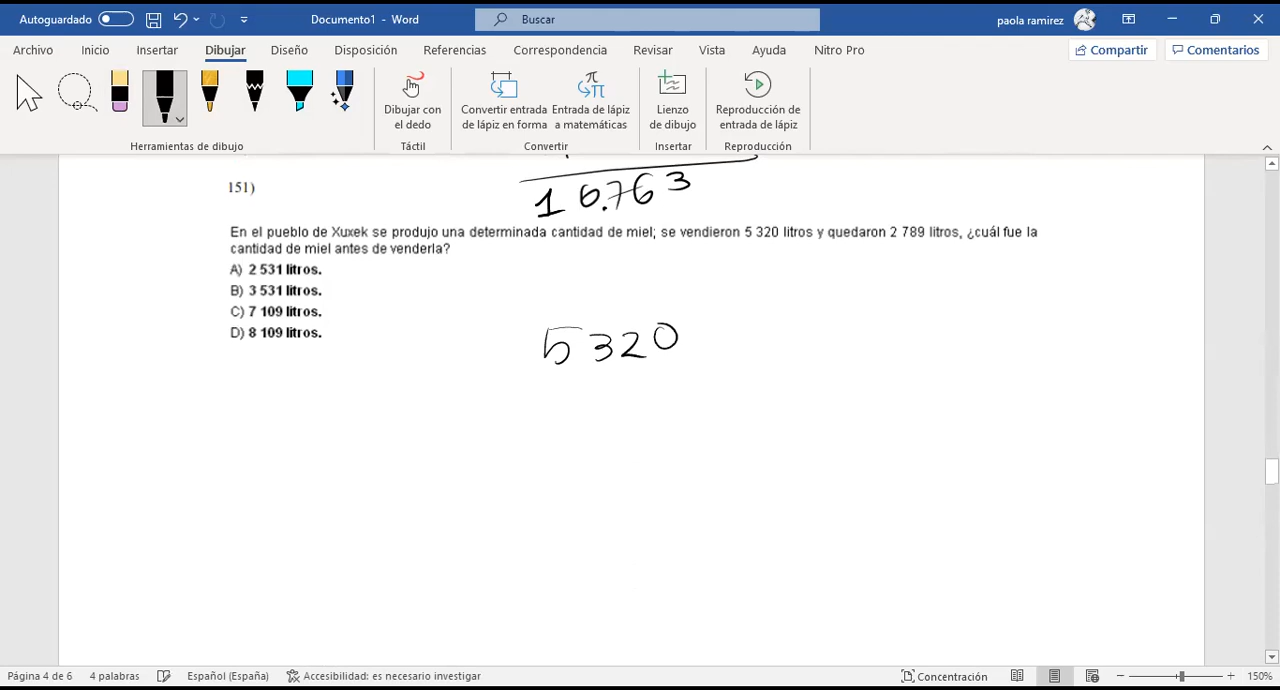 Autoguardado Documento1 - Word Buscar paola ramirez
Archivo Inicio Insertar Dibujar Diseño Disposición Referencias Correspondencia Revisar Vista Ayuda Nitro Pro Compartir Comentarios
Dibujar con el dedo
Convertir entrada de lápiz en forma
Entrada de lápiz a matemáticas
Lienzo de dibujo
Reproducción de entrada de lápiz
Herramientas de dibujo Táctil Convertir Insertar Reproducción
16.763
151)
En el pueblo de Xuxek se produjo una determinada cantidad de miel; se vendieron 5 320 litros y quedaron 2 789 litros, ¿cuál fue la
cantidad de miel antes de venderla?
A) 2 531 litros.
B) 3 531 litros.
C) 7 109 litros.
D) 8 109 litros.
5320
Página 4 de 6 4 palabras Español (España) Accesibilidad: es necesario investigar Concentración 150%